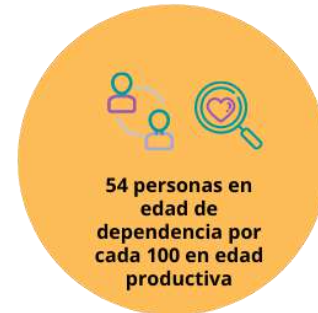 54 personas en
edad de
dependencia por
cada 100 en edad
productiva